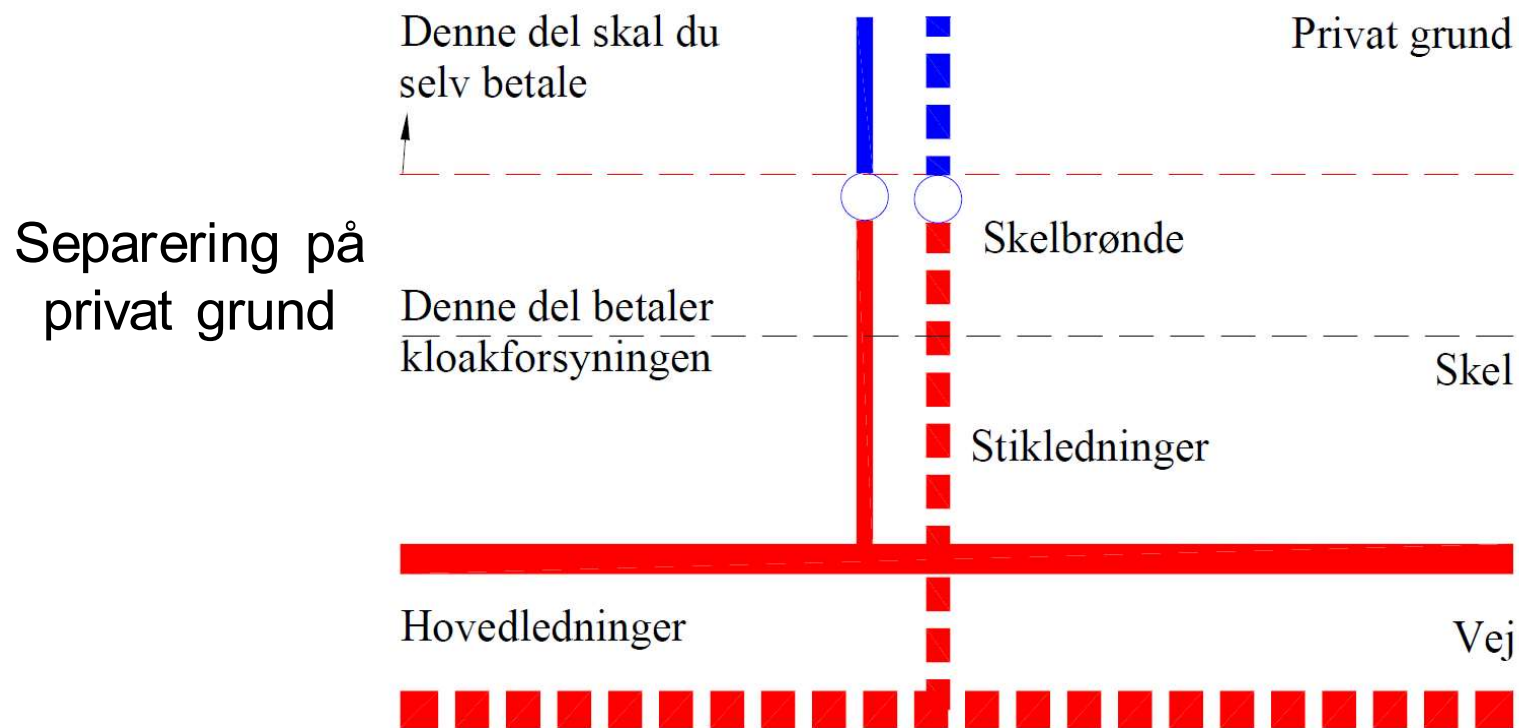 Separering på
privat grund
Denne del skal du
selv betale
Privat grund
Skelbrønde
Denne del betaler
kloakforsyningen
Skel
Stikledninger
Hovedledninger
Vej